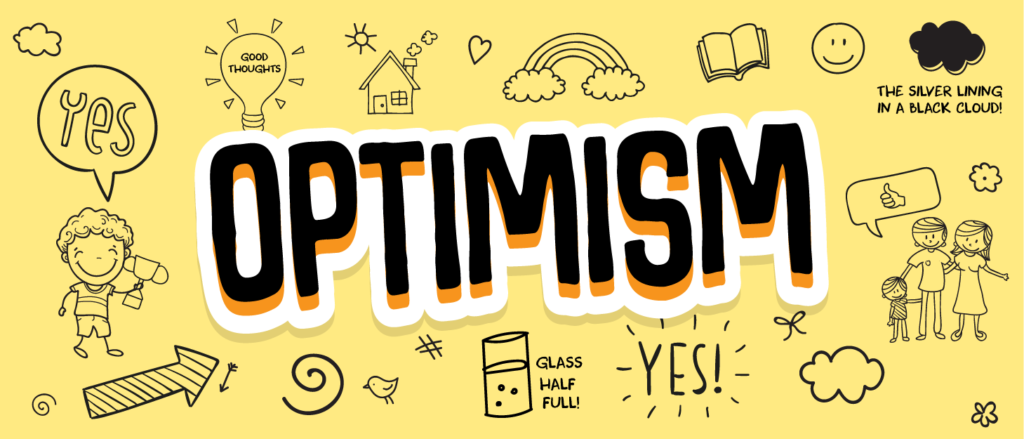 GOOD
THOUGHTS
Yes
THE SILVER LINING
IN A BLACK CLOUD!
OPTIMISM
GLASS
HALF
FULL!
YES!